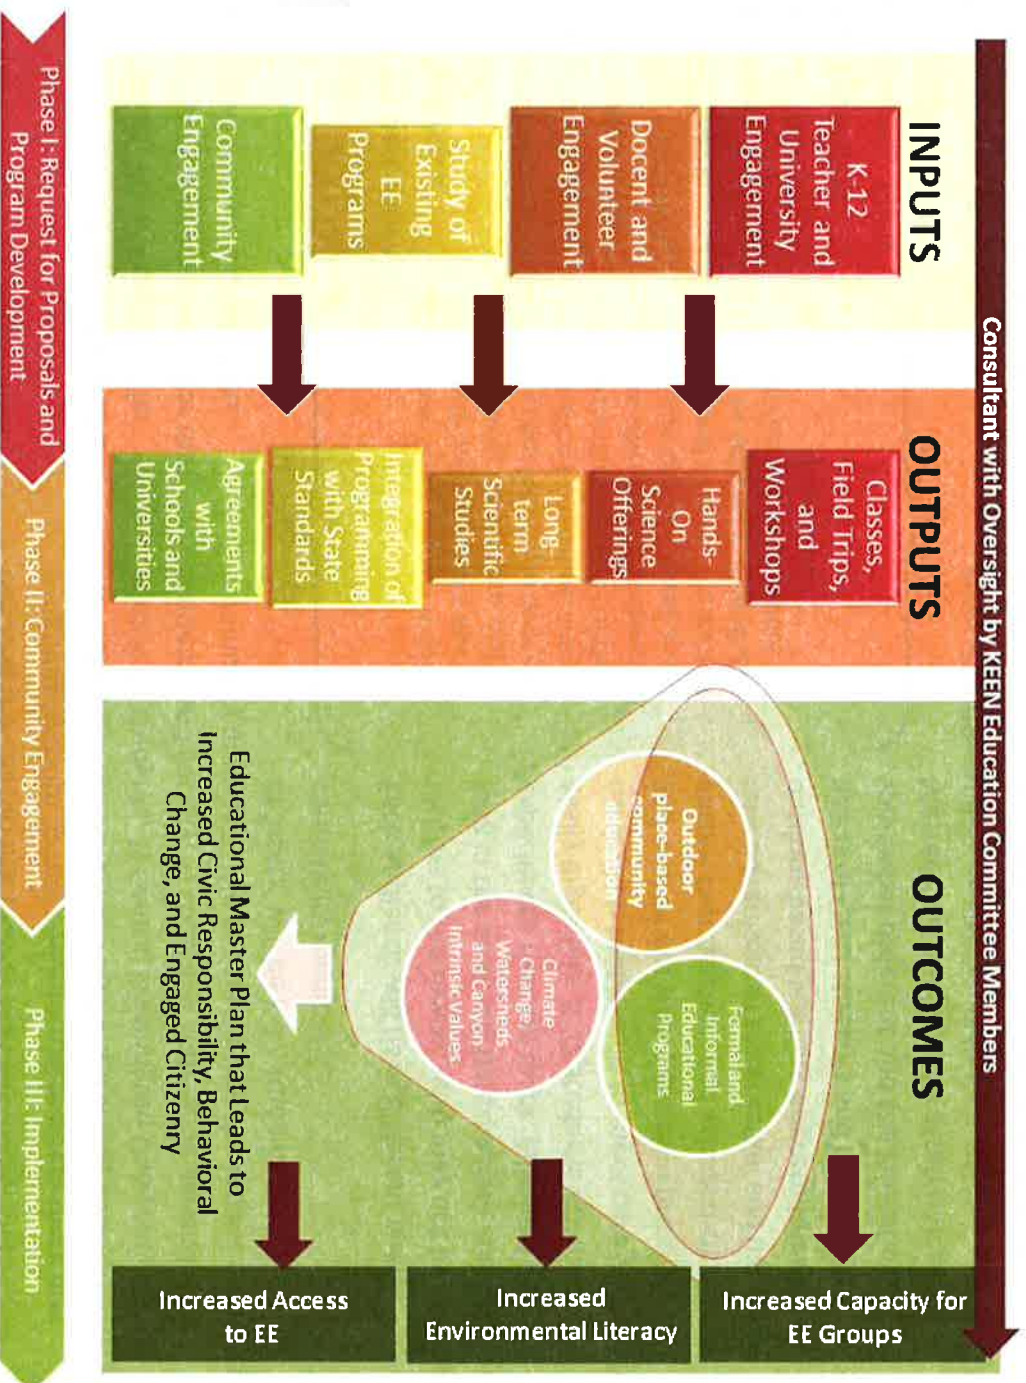 Consultant with Oversight by KEEN Education Committee Members
INPUTS
K-12
Teacher and
University
Engagement
Docent and
Volunteer
Engagement
Study of
Existing
EE
Programs
Community
Engagement
OUTPUTS
Classes,
Field Trips,
and
Workshops
Hands-
On
Science
Offerings
Long
term
Scientific
Studies
Integration of
Programming
with State
Standards
Agreements
with
Schools and
Universities
OUTCOMES
Outdoor
place-based
community
education
Formal and
Informal
Educational
Programs
Climate
Change,
Watersheds
and Canyon
Intrinsic Values
Educational Master Plan that Leads to
Increased Civic Responsibility, Behavioral
Change, and Engaged Citizenry
Increased Capacity for
EE Groups
Increased
Environmental Literacy
Increased Access
to EE
Phase I: Request for Proposals and
Program Development
Phase II: Community Engagement
Phase III: Implementation